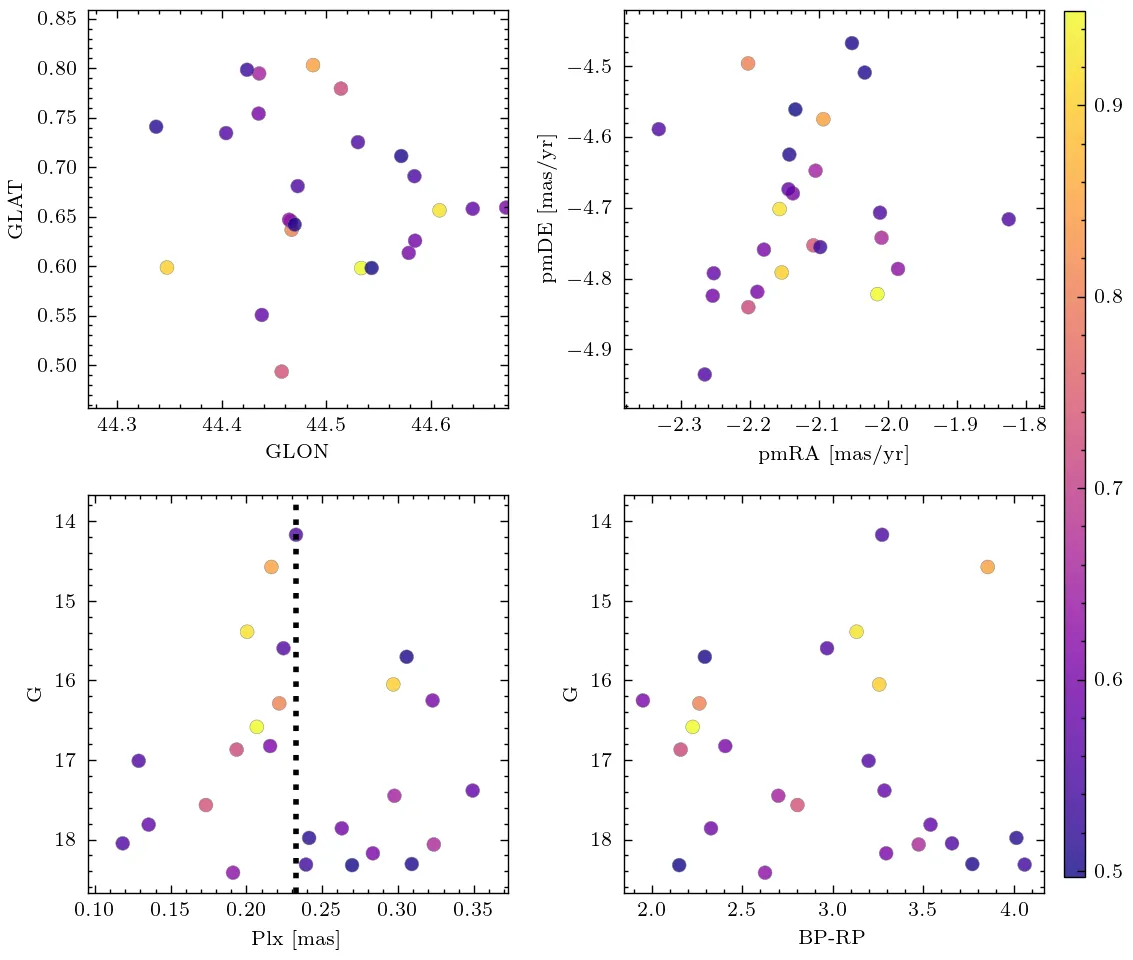 0.85
0.80
0.75
0.70
0.65
0.60
0.55
0.50
GLAT
44.3 44.4 44.5 44.6
GLON
−4.5
−4.6
−4.7
−4.8
−4.9
pmDE [mas/yr]
−2.3 −2.2 −2.1 −2.0 −1.9 −1.8
pmRA [mas/yr]
0.9
0.8
0.7
0.6
0.5
14
15
16
17
18
G
0.10 0.15 0.20 0.25 0.30 0.35
Plx [mas]
14
15
16
17
18
G
2.0 2.5 3.0 3.5 4.0
BP-RP